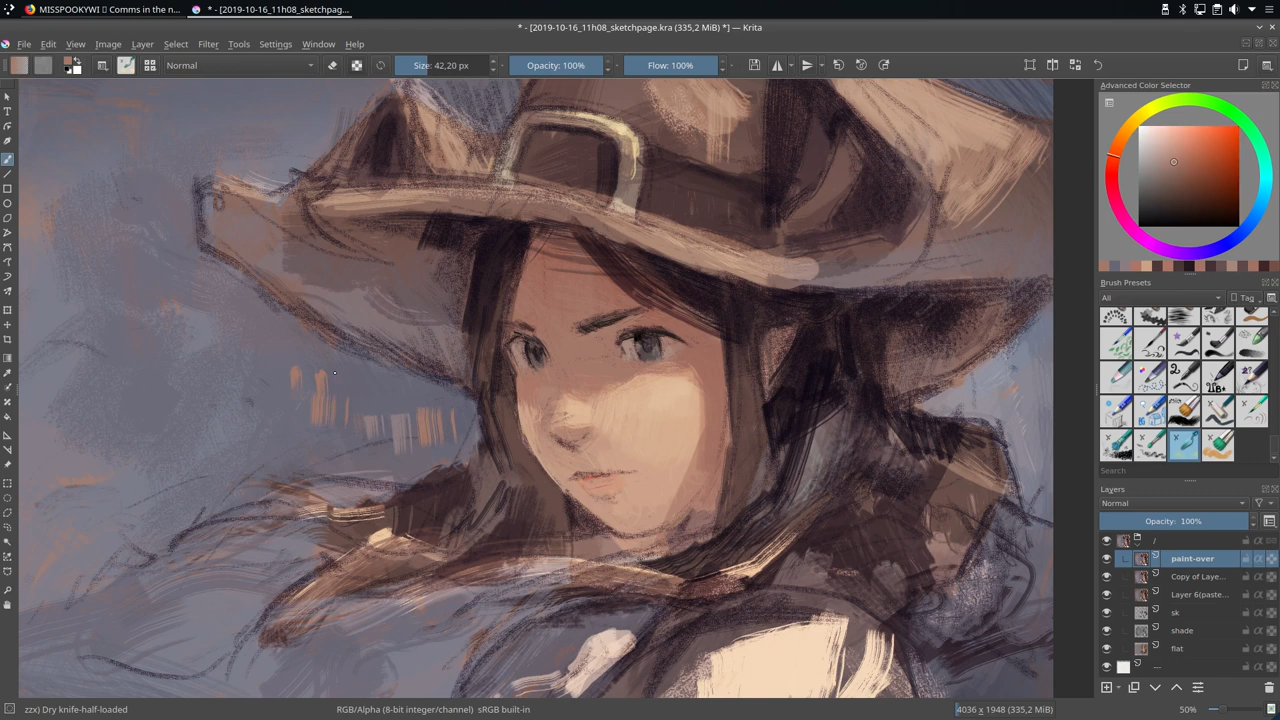 MISSPOOKYWI 🎃 Comms in the n...
* - [2019-10-16_11h08_sketchpag...
* - [2019-10-16_11h08_sketchpage.kra (335,2 MiB) *] — Krita
File Edit View Image Layer Select Filter Tools Settings Window Help
Normal
Size: 42,20 px
Opacity: 100%
Flow: 100%
Advanced Color Selector
Brush Presets
All
Tag
Search
Layers
Normal
Opacity: 100%
/
paint-over
Copy of Laye...
Layer 6(paste...
sk
shade
flat
---
zzx) Dry knife-half-loaded
RGB/Alpha (8-bit integer/channel) sRGB built-in
4036 x 1948 (335,2 MiB)
50%